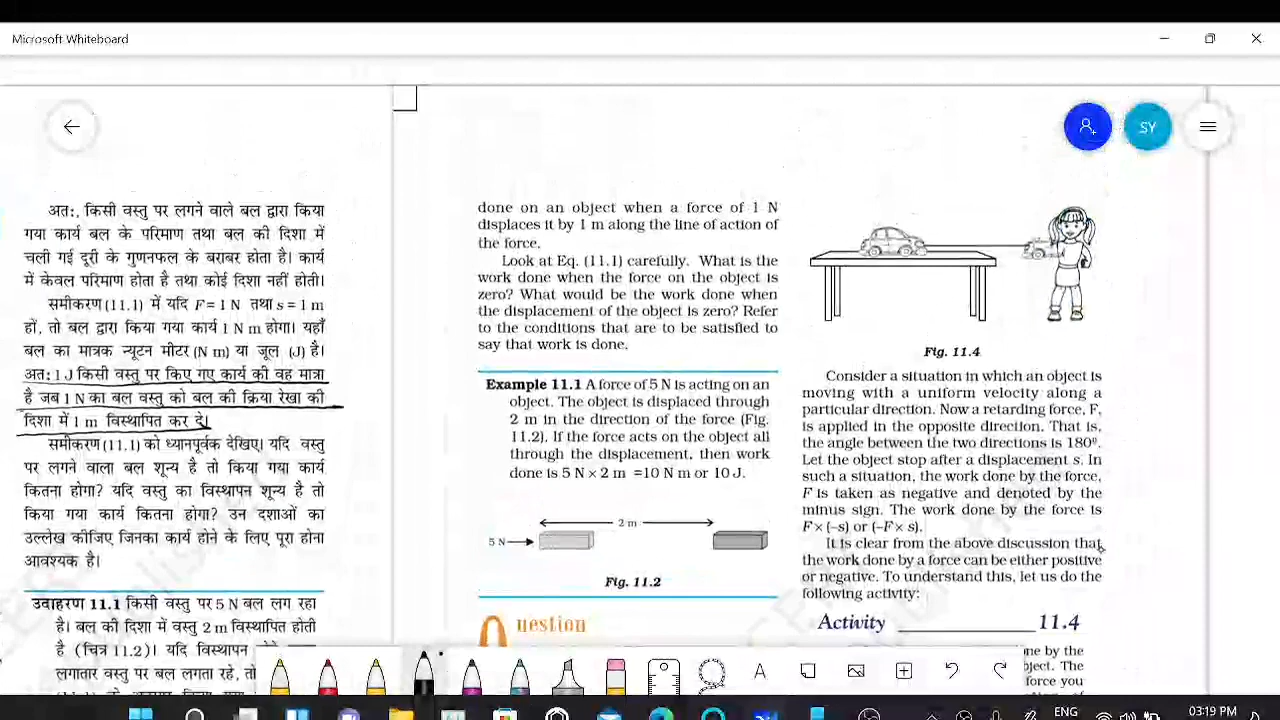 Microsoft Whiteboard
SY
अतः, किसी वस्तु पर लगने वाले बल द्वारा किया
गया कार्य बल के परिमाण तथा बल की दिशा में
चली गई दूरी के गुणनफल के बराबर होता है। कार्य
में केवल परिमाण होता है तथा कोई दिशा नहीं होती।
समीकरण (11.1) में यदि F = 1 N तथा s = 1 m
हों, तो बल द्वारा किया गया कार्य 1 N m होगा। यहाँ
बल का मात्रक न्यूटन मीटर (N m) या जूल (J) है।
अतः 1 J किसी वस्तु पर किए गए कार्य की वह मात्रा
है जब 1 N का बल वस्तु को बल की क्रिया रेखा की
दिशा में 1 m विस्थापित कर दे।
समीकरण (11.1) को ध्यानपूर्वक देखिए। यदि वस्तु
पर लगने वाला बल शून्य है तो किया गया कार्य
कितना होगा? यदि वस्तु का विस्थापन शून्य है तो
किया गया कार्य कितना होगा? उन दशाओं का
उल्लेख कीजिए जिनका कार्य होने के लिए पूरा होना
आवश्यक है।
उदाहरण 11.1 किसी वस्तु पर 5 N बल लग रहा
है। बल की दिशा में वस्तु 2 m विस्थापित होती
है (चित्र 11.2)। यदि विस्थापन
लगातार वस्तु पर बल लगता रहे, तो
done on an object when a force of 1 N
displaces it by 1 m along the line of action of
the force.
Look at Eq. (11.1) carefully. What is the
work done when the force on the object is
zero? What would be the work done when
the displacement of the object is zero? Refer
to the conditions that are to be satisfied to
say that work is done.
Example 11.1 A force of 5 N is acting on an
object. The object is displaced through
2 m in the direction of the force (Fig.
11.2). If the force acts on the object all
through the displacement, then work
done is 5 N × 2 m =10 N m or 10 J.
2 m
5 N
Fig. 11.2
Question
Fig. 11.4
Consider a situation in which an object is
moving with a uniform velocity along a
particular direction. Now a retarding force, F,
is applied in the opposite direction. That is,
the angle between the two directions is 180º.
Let the object stop after a displacement s. In
such a situation, the work done by the force,
F is taken as negative and denoted by the
minus sign. The work done by the force is
F × (–s) or (–F × s).
It is clear from the above discussion that
the work done by a force can be either positive
or negative. To understand this, let us do the
following activity:
Activity 11.4
ne by the
bject. The
force you
A
ENG
03:19 PM